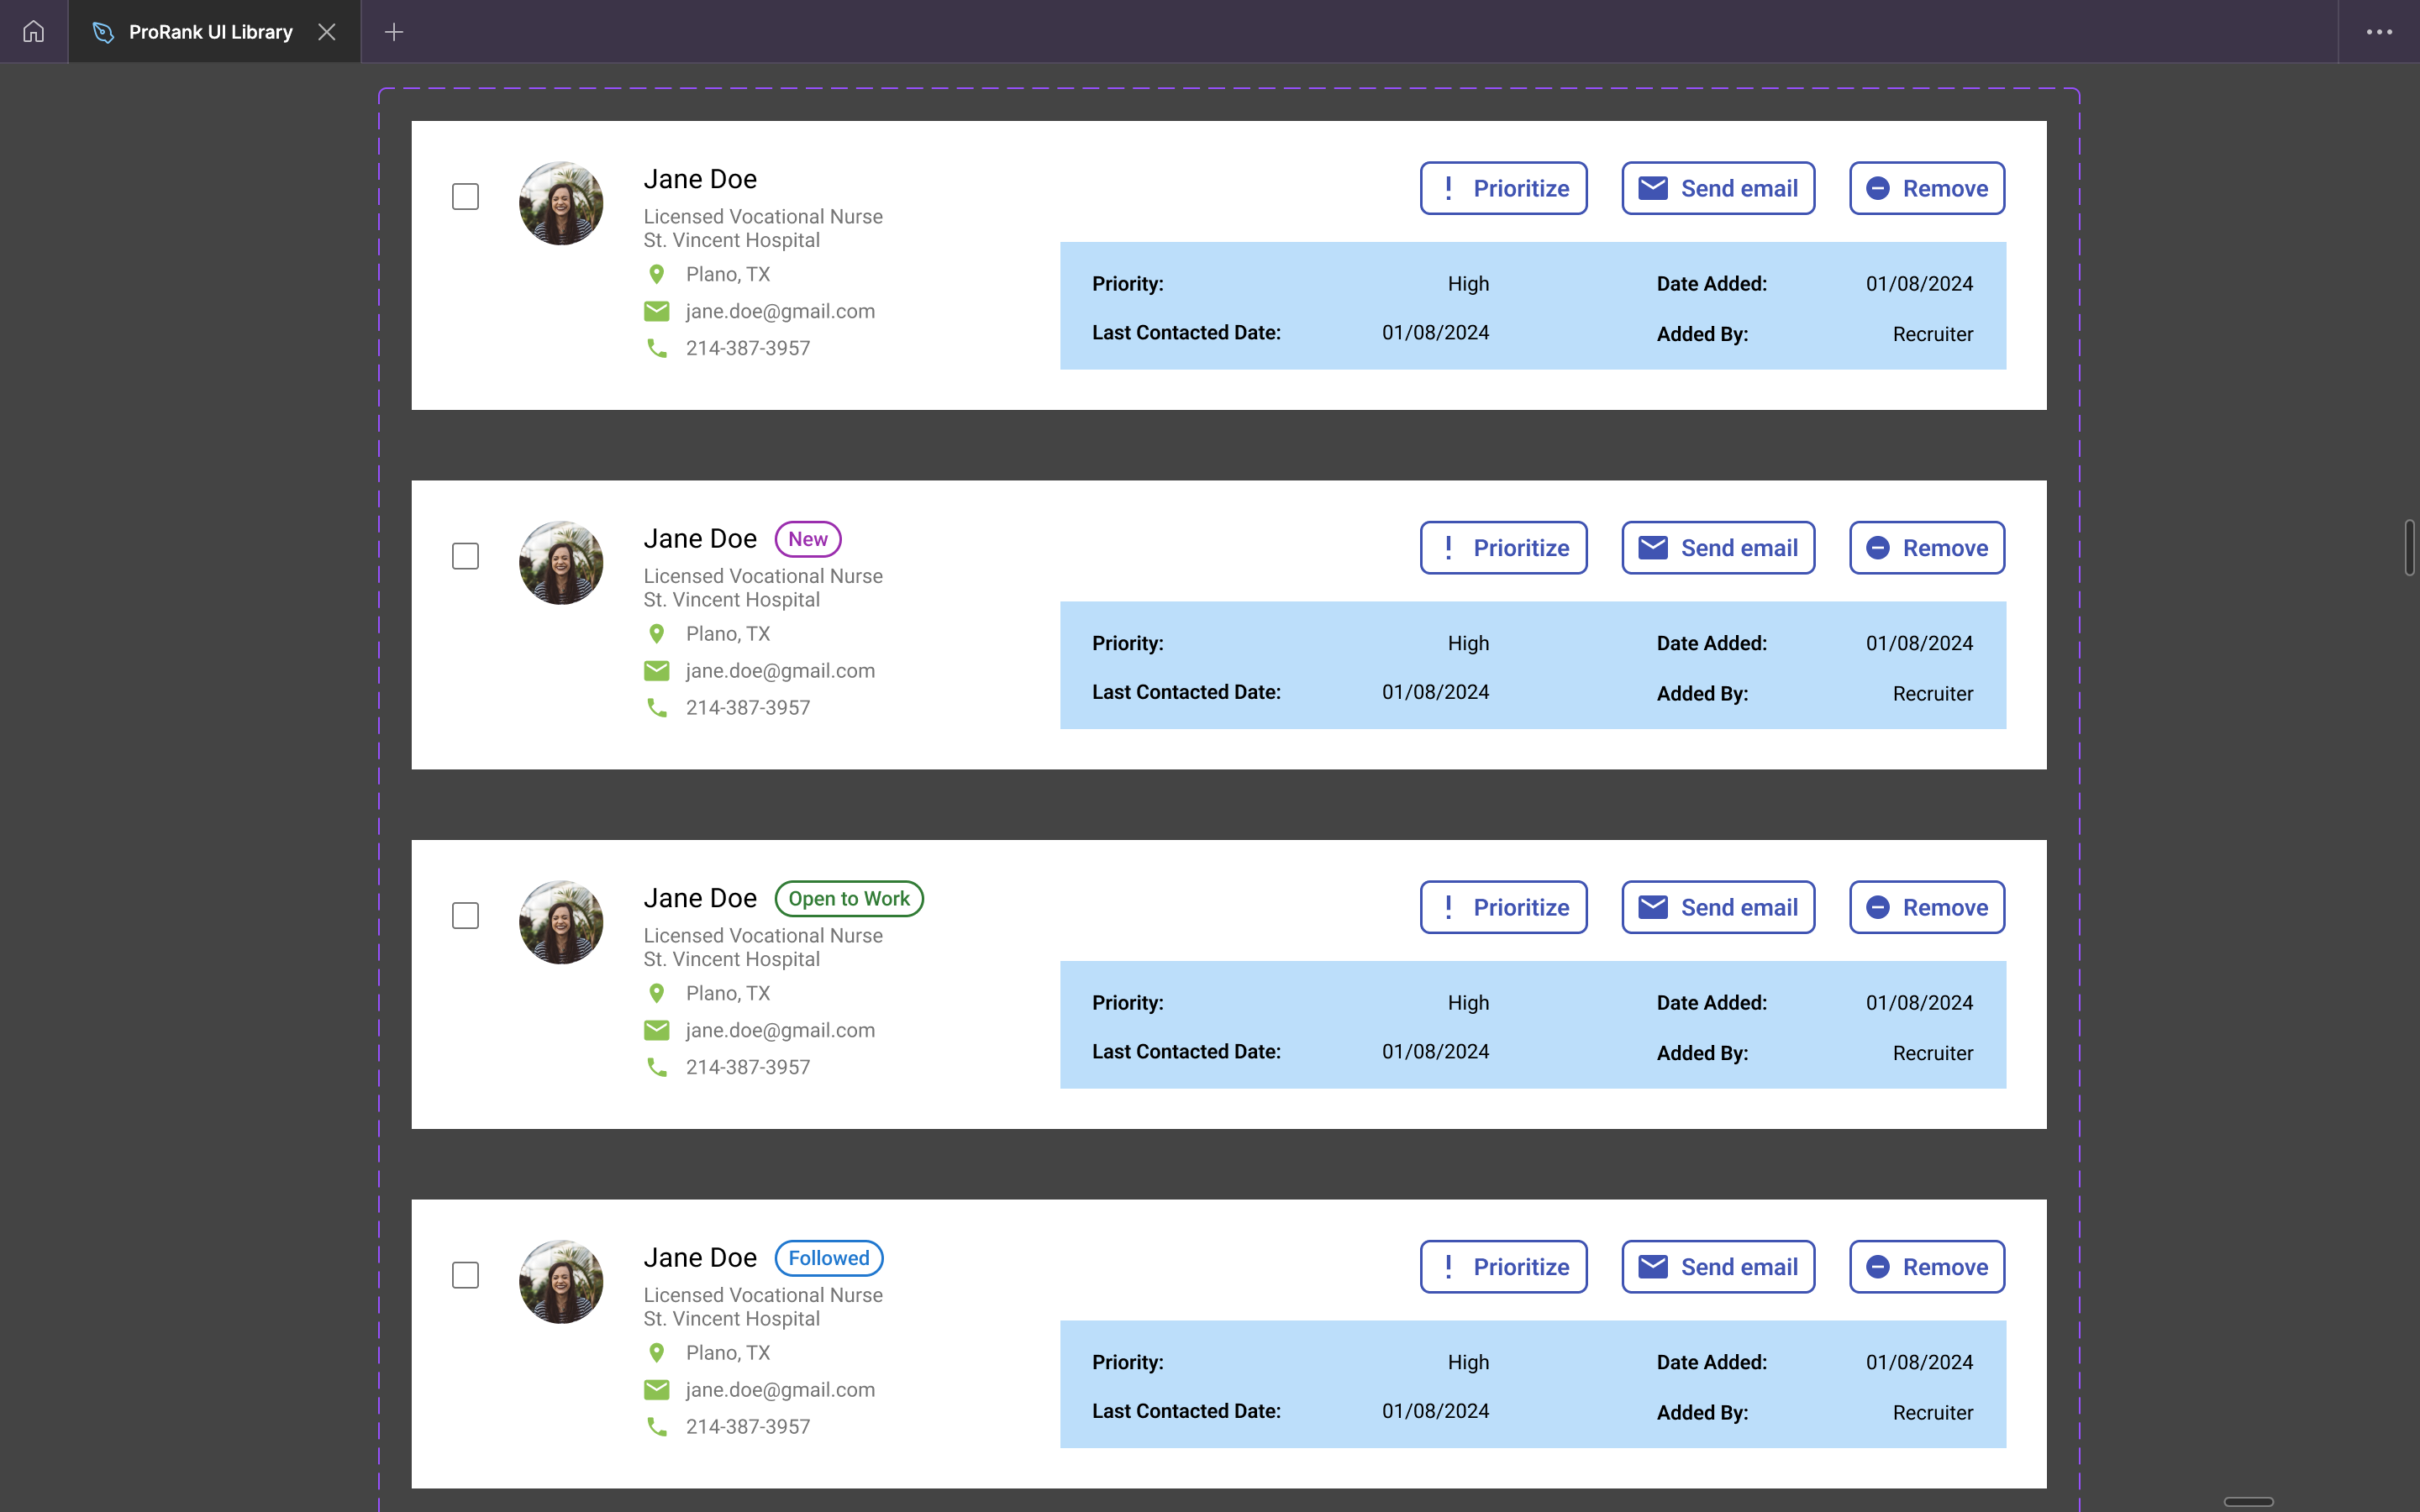 ProRank UI Library
Jane Doe
Licensed Vocational Nurse
St. Vincent Hospital
Plano, TX
jane.doe@gmail.com
214-387-3957
Prioritize
Send email
Remove
Priority: High Date Added: 01/08/2024
Last Contacted Date: 01/08/2024 Added By: Recruiter
Jane Doe New
Licensed Vocational Nurse
St. Vincent Hospital
Plano, TX
jane.doe@gmail.com
214-387-3957
Prioritize
Send email
Remove
Priority: High Date Added: 01/08/2024
Last Contacted Date: 01/08/2024 Added By: Recruiter
Jane Doe Open to Work
Licensed Vocational Nurse
St. Vincent Hospital
Plano, TX
jane.doe@gmail.com
214-387-3957
Prioritize
Send email
Remove
Priority: High Date Added: 01/08/2024
Last Contacted Date: 01/08/2024 Added By: Recruiter
Jane Doe Followed
Licensed Vocational Nurse
St. Vincent Hospital
Plano, TX
jane.doe@gmail.com
214-387-3957
Prioritize
Send email
Remove
Priority: High Date Added: 01/08/2024
Last Contacted Date: 01/08/2024 Added By: Recruiter